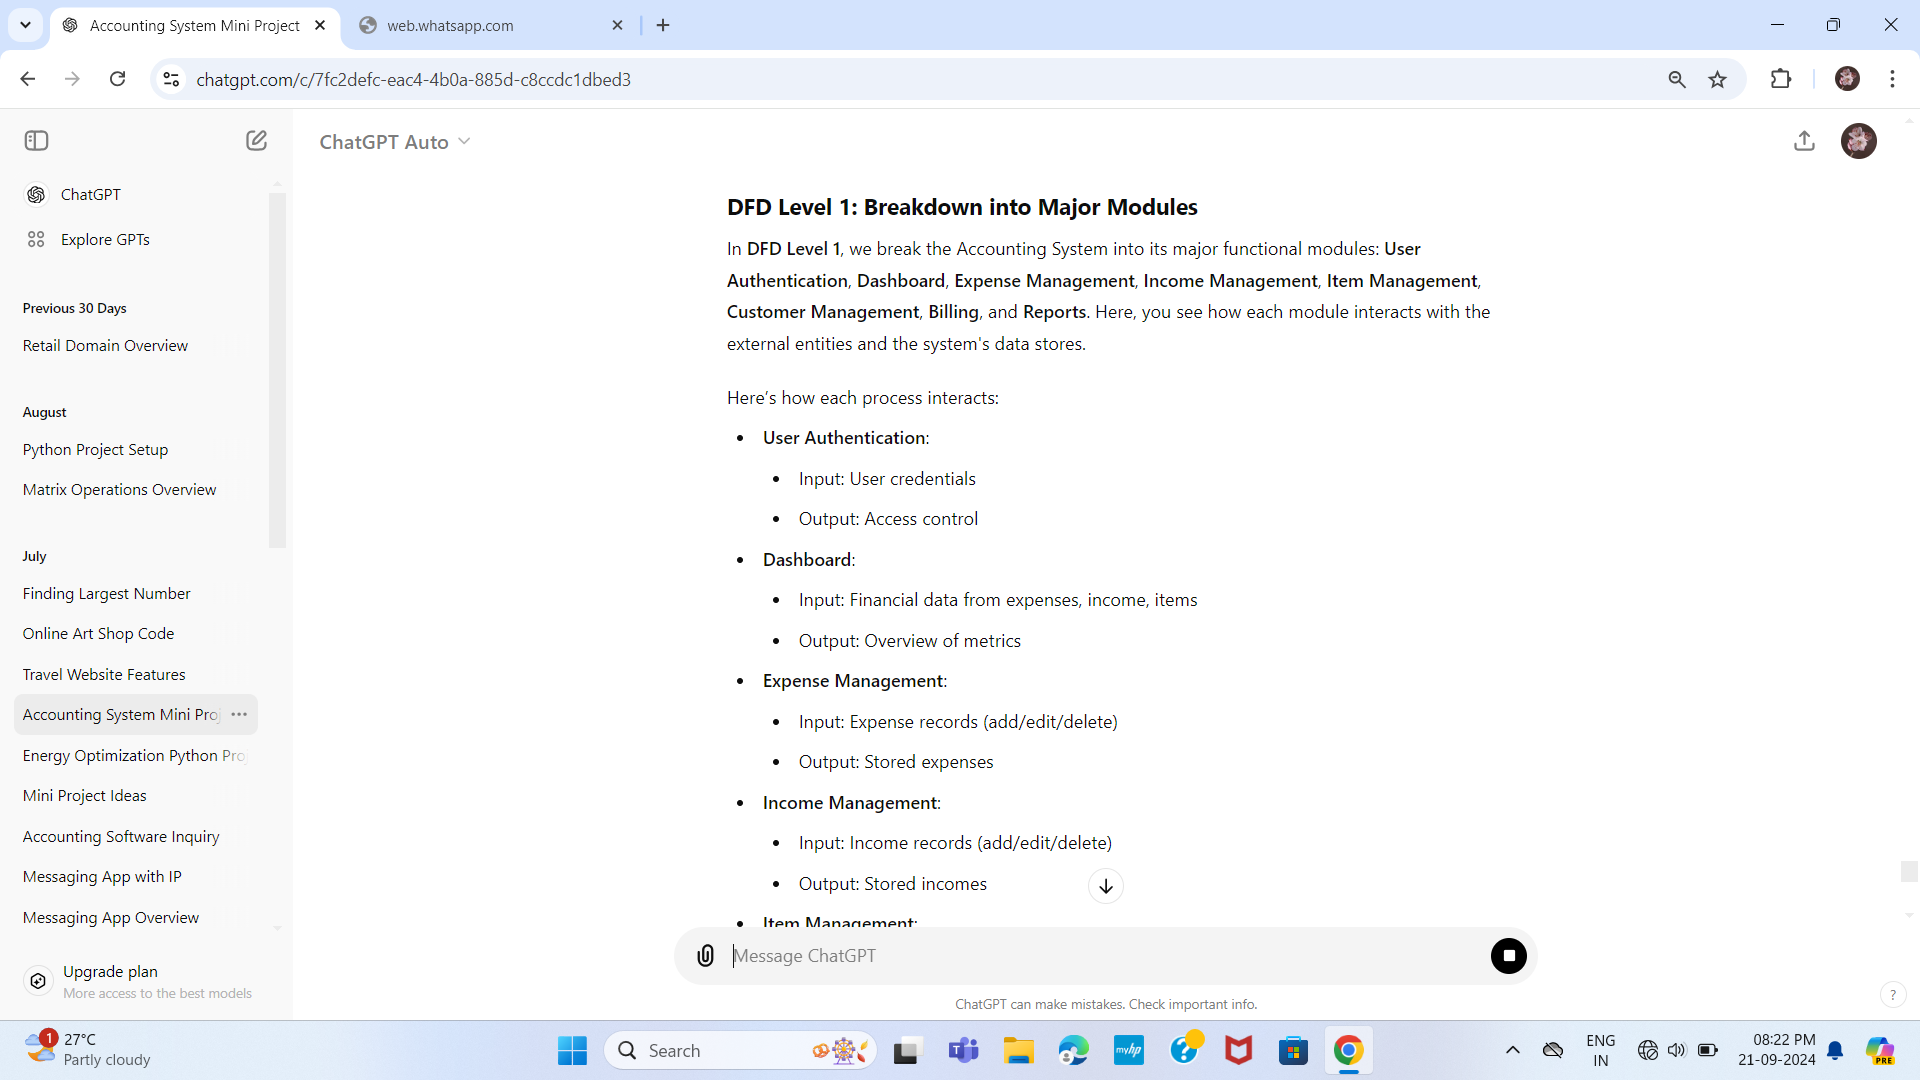 Accounting System Mini Project
web.whatsapp.com
chatgpt.com/c/7fc2defc-eac4-4b0a-885d-c8ccdc1dbed3
ChatGPT Auto
ChatGPT
Explore GPTs
Previous 30 Days
Retail Domain Overview
August
Python Project Setup
Matrix Operations Overview
July
Finding Largest Number
Online Art Shop Code
Travel Website Features
Accounting System Mini Proj
Energy Optimization Python Pro
Mini Project Ideas
Accounting Software Inquiry
Messaging App with IP
Messaging App Overview
Upgrade plan
More access to the best models
DFD Level 1: Breakdown into Major Modules
In DFD Level 1, we break the Accounting System into its major functional modules: User
Authentication, Dashboard, Expense Management, Income Management, Item Management,
Customer Management, Billing, and Reports. Here, you see how each module interacts with the
external entities and the system's data stores.
Here’s how each process interacts:
• User Authentication:
• Input: User credentials
• Output: Access control
• Dashboard:
• Input: Financial data from expenses, income, items
• Output: Overview of metrics
• Expense Management:
• Input: Expense records (add/edit/delete)
• Output: Stored expenses
• Income Management:
• Input: Income records (add/edit/delete)
• Output: Stored incomes
• Item Management:
Message ChatGPT
ChatGPT can make mistakes. Check important info.
?
1
27°C
Partly cloudy
Search
myhp
ENG
IN
08:22 PM
21-09-2024
PRE